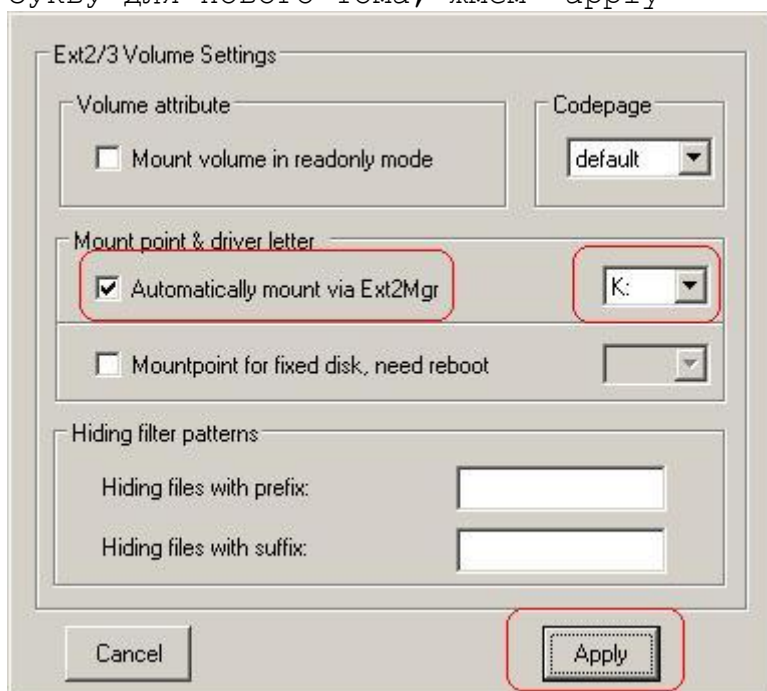 букву для нового тома, жмем "apply"
Ext2/3 Volume Settings
Volume attribute
Codepage
Mount volume in readonly mode
default
Mount point & driver letter
Automatically mount via Ext2Mgr
K:
Mountpoint for fixed disk, need reboot
Hiding filter patterns
Hiding files with prefix:
Hiding files with suffix:
Cancel
Apply